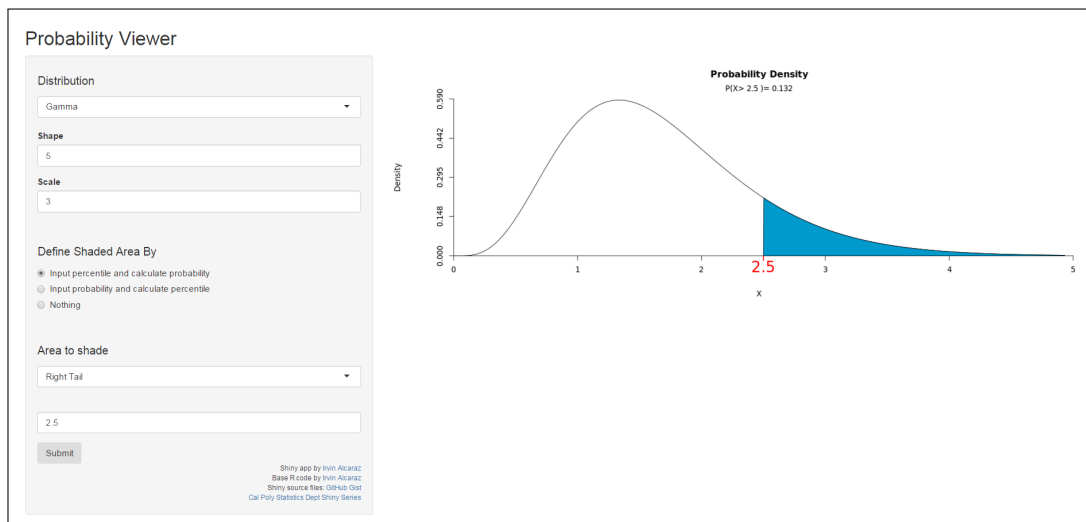 Probability Viewer
Distribution
Gamma
Shape
5
Scale
3
Define Shaded Area By
Input percentile and calculate probability
Input probability and calculate percentile
Nothing
Area to shade
Right Tail
2.5
Submit
Shiny app by Irvin Alcaraz
Base R code by Irvin Alcaraz
Shiny source files: GitHub Gist
Cal Poly Statistics Dept Shiny Series
Probability Density
P(X> 2.5 )= 0.132
Density
0.590
0.442
0.295
0.148
0.000
0 1 2 2.5 3 4 5
X